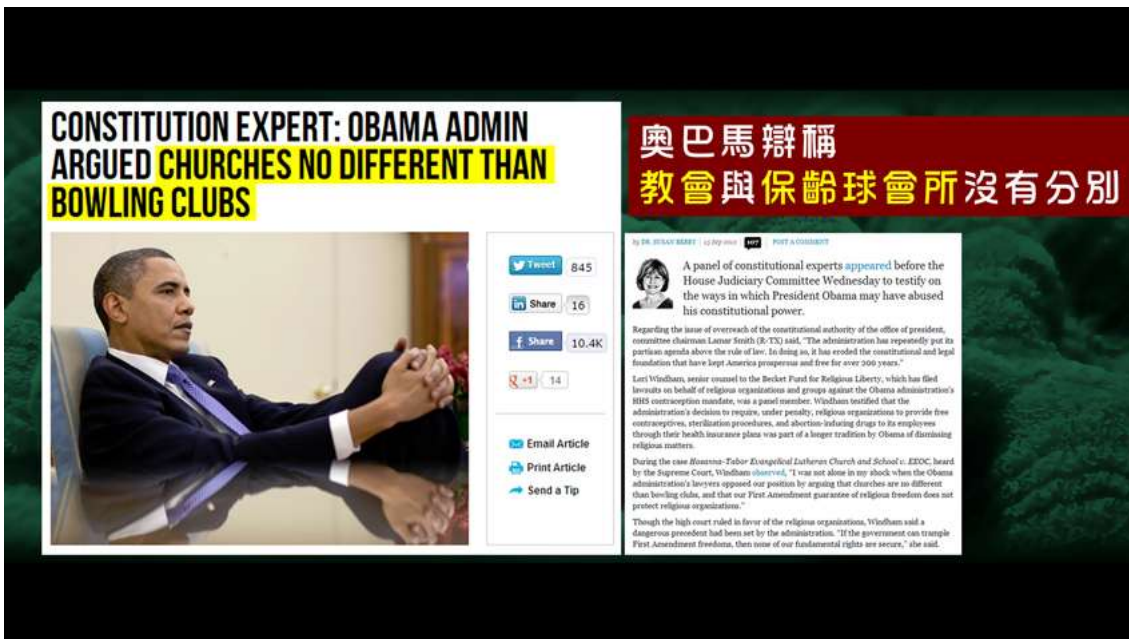 CONSTITUTION EXPERT: OBAMA ADMIN
ARGUED CHURCHES NO DIFFERENT THAN
BOWLING CLUBS
Tweet 845
in Share 16
f Share 10.4K
g +1 14
Email Article
Print Article
Send a Tip
奧巴馬辯稱
教會與保齡球會所沒有分別
by DR. SUSAN BERRY | 13 Sep 2012 | POST A COMMENT
A panel of constitutional experts appeared before the
House Judiciary Committee Wednesday to testify on
the ways in which President Obama may have abused
his constitutional power.
Regarding the issue of overreach of the constitutional authority of the office of president,
committee chairman Lamar Smith (R-TX) said, "The administration has repeatedly put its
partisan agenda above the rule of law. In doing so, it has eroded the constitutional and legal
foundation that have kept America prosperous and free for over 200 years."
Lori Windham, senior counsel to the Becket Fund for Religious Liberty, which has filed
lawsuits on behalf of religious organizations and groups against the Obama administration's
HHS contraception mandate, was a panel member. Windham testified that the
administration's decision to require, under penalty, religious organizations to provide free
contraceptives, sterilization procedures, and abortion-inducing drugs to its employees
through their health insurance plans was part of a longer tradition by Obama of dismissing
religious matters.
During the case Hosanna-Tabor Evangelical Lutheran Church and School v. EEOC, heard
by the Supreme Court, Windham observed, "I was not alone in my shock when the Obama
administration's lawyers opposed our position by arguing that churches are no different
than bowling clubs, and that our First Amendment guarantee of religious freedom does not
protect religious organizations."
Though the high court ruled in favor of the religious organizations, Windham said a
dangerous precedent had been set by the administration. "If the government can trample
First Amendment freedoms, then none of our fundamental rights are secure," she said.